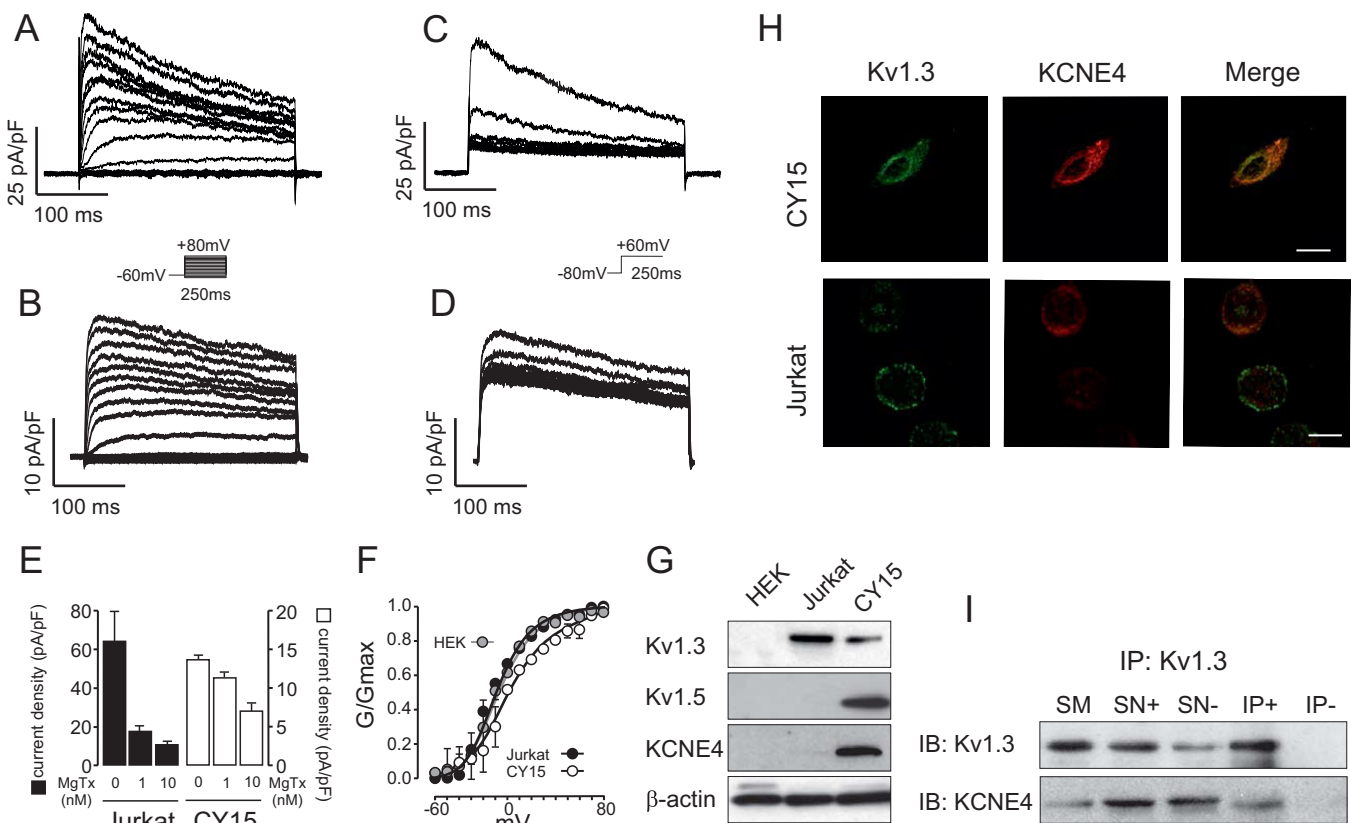 A
25 pA/pF
100 ms
C
25 pA/pF
100 ms
+80mV
-60mV
250ms
+60mV
-80mV
250ms
B
10 pA/pF
100 ms
D
10 pA/pF
100 ms
H
Kv1.3 KCNE4 Merge
CY15
Jurkat
E
current density (pA/pF)
80
60
40
20
0
20
15
10
5
0
current density (pA/pF)
MgTx (nM)
0 1 10 0 1 10
MgTx (nM)
Jurkat CY15
F
G/Gmax
1.0
0.8
0.6
0.4
0.2
0.0
HEK
Jurkat
CY15
-60 0 80
mV
G
HEK Jurkat CY15
Kv1.3
Kv1.5
KCNE4
β-actin
I
IP: Kv1.3
SM SN+ SN- IP+ IP-
IB: Kv1.3
IB: KCNE4